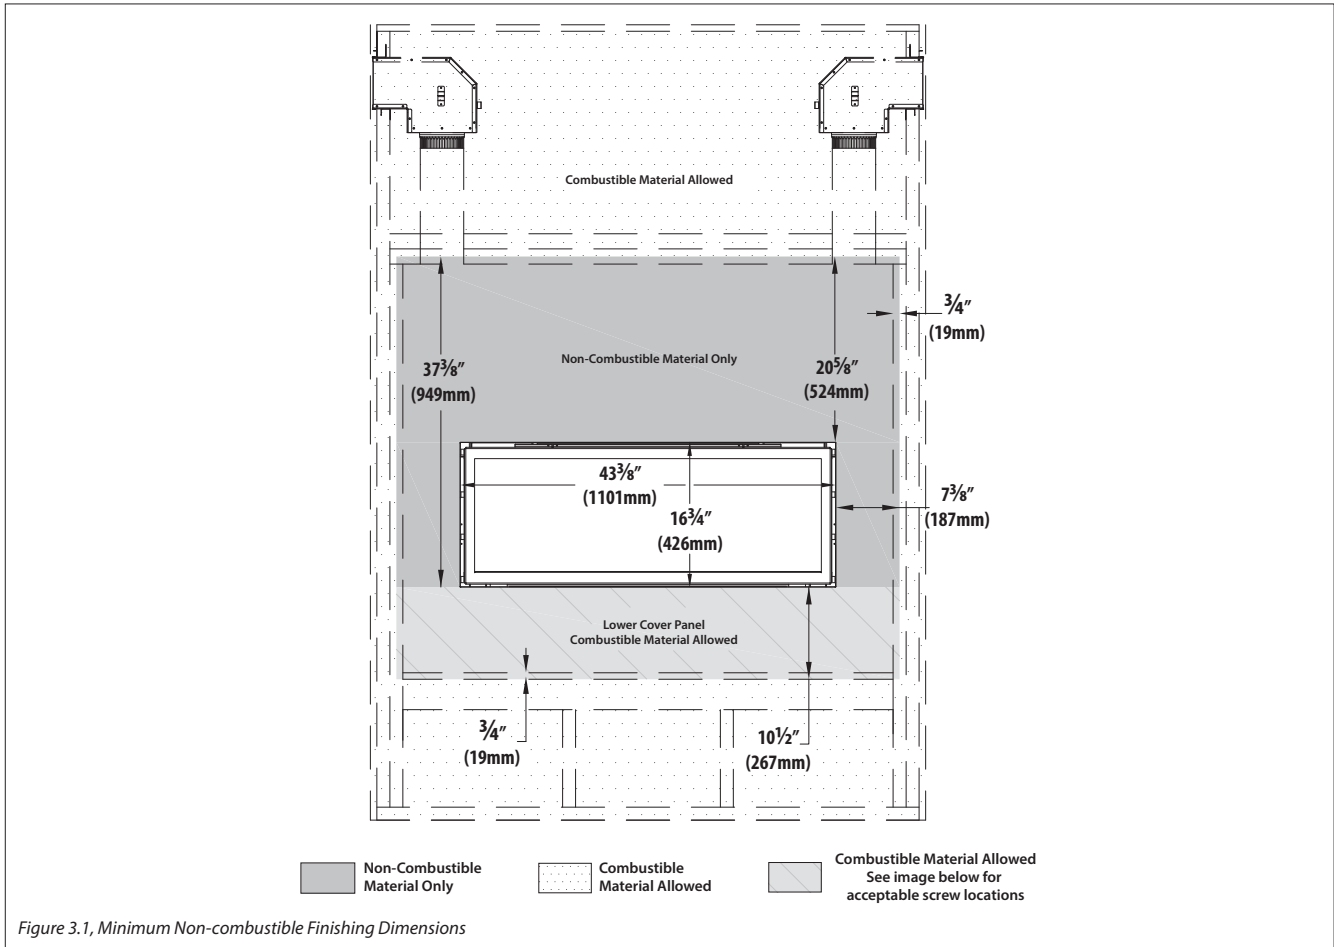 Combustible Material Allowed
3/4"
(19mm)
Non-Combustible Material Only
37 3/8"
(949mm)
20 5/8"
(524mm)
43 3/8"
(1101mm)
16 3/4"
(426mm)
7 3/8"
(187mm)
Lower Cover Panel
Combustible Material Allowed
3/4"
(19mm)
10 1/2"
(267mm)
Non-Combustible
Material Only
Combustible
Material Allowed
Combustible Material Allowed
See image below for
acceptable screw locations
Figure 3.1, Minimum Non-combustible Finishing Dimensions